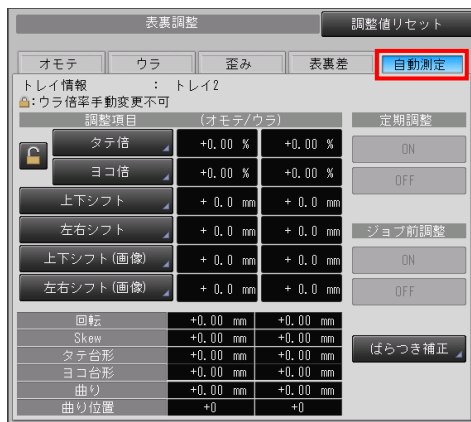 表裏調整 調整値リセット
オモテ ウラ 歪み 表裏差 自動測定
トレイ情報 : トレイ2
:ウラ倍率手動変更不可
調整項目 (オモテ/ウラ) 定期調整
タテ倍 +0.00 % +0.00 % ON
ヨコ倍 +0.00 % +0.00 % OFF
上下シフト + 0.0 mm + 0.0 mm
左右シフト + 0.0 mm + 0.0 mm ジョブ前調整
上下シフト(画像) + 0.0 mm + 0.0 mm ON
左右シフト(画像) + 0.0 mm + 0.0 mm OFF
回転 +0.00 mm +0.00 mm
Skew +0.00 mm +0.00 mm
タテ台形 +0.00 mm +0.00 mm ばらつき補正
ヨコ台形 +0.00 mm +0.00 mm
曲り +0.00 mm +0.00 mm
曲り位置 +0 +0